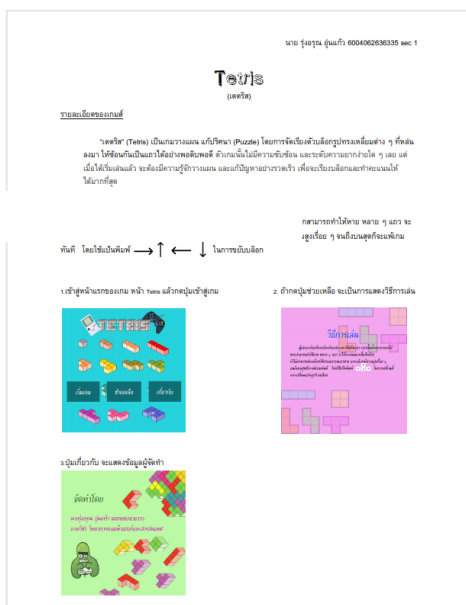 นาย รุ่งอรุณ อุ่นแก้ว 6004062636335 sec 1
Tetris
(เตตริส)
รายละเอียดของเกมส์
"เตตริส" (Tetris) เป็นเกมวางแผน แก้ปริศนา (Puzzle) โดยการจัดเรียงตัวบล็อกรูปทรงเหลี่ยมต่าง ๆ ที่หล่น
ลงมา ให้ซ้อนกันเป็นแถวได้อย่างพอดิบพอดี ตัวเกมนั้นไม่มีความซับซ้อน และระดับความยากง่ายใด ๆ เลย แต่
เมื่อได้เริ่มเล่นแล้ว จะต้องมีความรู้จักวางแผน และแก้ปัญหาอย่างรวดเร็ว เพื่อจะเรียงบล็อกและทำคะแนนให้
ได้มากที่สุด
กสามารถทำให้หาย หลาย ๆ แถว จะ
งสูงเรื่อย ๆ จนถึงบนสุดก็จะแพ้เกม
ทันที โดยใช้แป้นพิมพ์ → ↑ ← ↓ ในการขยับบล็อก
1.เข้าสู่หน้าแรกของเกม หน้า Tetris แล้วกดปุ่มเข้าสู่เกม
2. ถ้ากดปุ่มช่วยเหลือ จะเป็นการแสดงวิธีการเล่น
TETRIS
เริ่มเกม ช่วยเหลือ เกี่ยวกับ
วิธีการเล่น
3.ปุ่มเกี่ยวกับ จะแสดงข้อมูลผู้จัดทำ
จัดทำโดย
นายรุ่งอรุณ อุ่นแก้ว